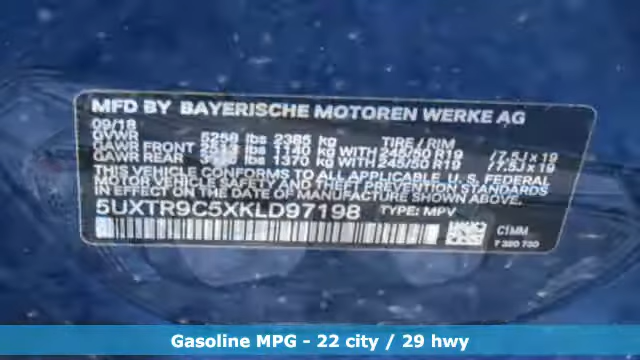 MFD BY BAYERISCHE MOTOREN WERKE AG
09/18
GVWR 5258 lbs 2385 kg TIRE / RIM
GAWR FRONT 2513 lbs 1140 kg WITH 245/50 R19 /7.5J x 19
GAWR REAR lbs 1370 kg WITH 245/50 R19 /7.5J x 19
THIS VEHICLE CONFORMS TO ALL APPLICABLE U.S. FEDERAL
MOTOR VEHICLE SAFETY AND THEFT PREVENTION
STANDARDS IN EFFECT ON THE DATE OF MANUFACTURE SHOWN ABOVE.
5UXTR9C5XKLD97198 TYPE: MPV
C1MM
Gasoline MPG - 22 city / 29 hwy